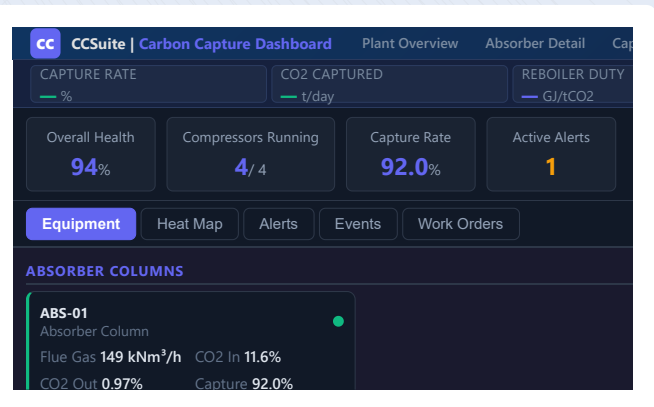 CC CCSuite | Carbon Capture Dashboard Plant Overview Absorber Detail
CAPTURE RATE CO2 CAPTURED REBOILER DUTY
— % — t/day — GJ/tCO2
Overall Health Compressors Running Capture Rate Active Alerts
94% 4/ 4 92.0% 1
Equipment Heat Map Alerts Events Work Orders
ABSORBER COLUMNS
ABS-01
Absorber Column
Flue Gas 149 kNm³/h CO2 In 11.6%
CO2 Out 0.97% Capture 92.0%